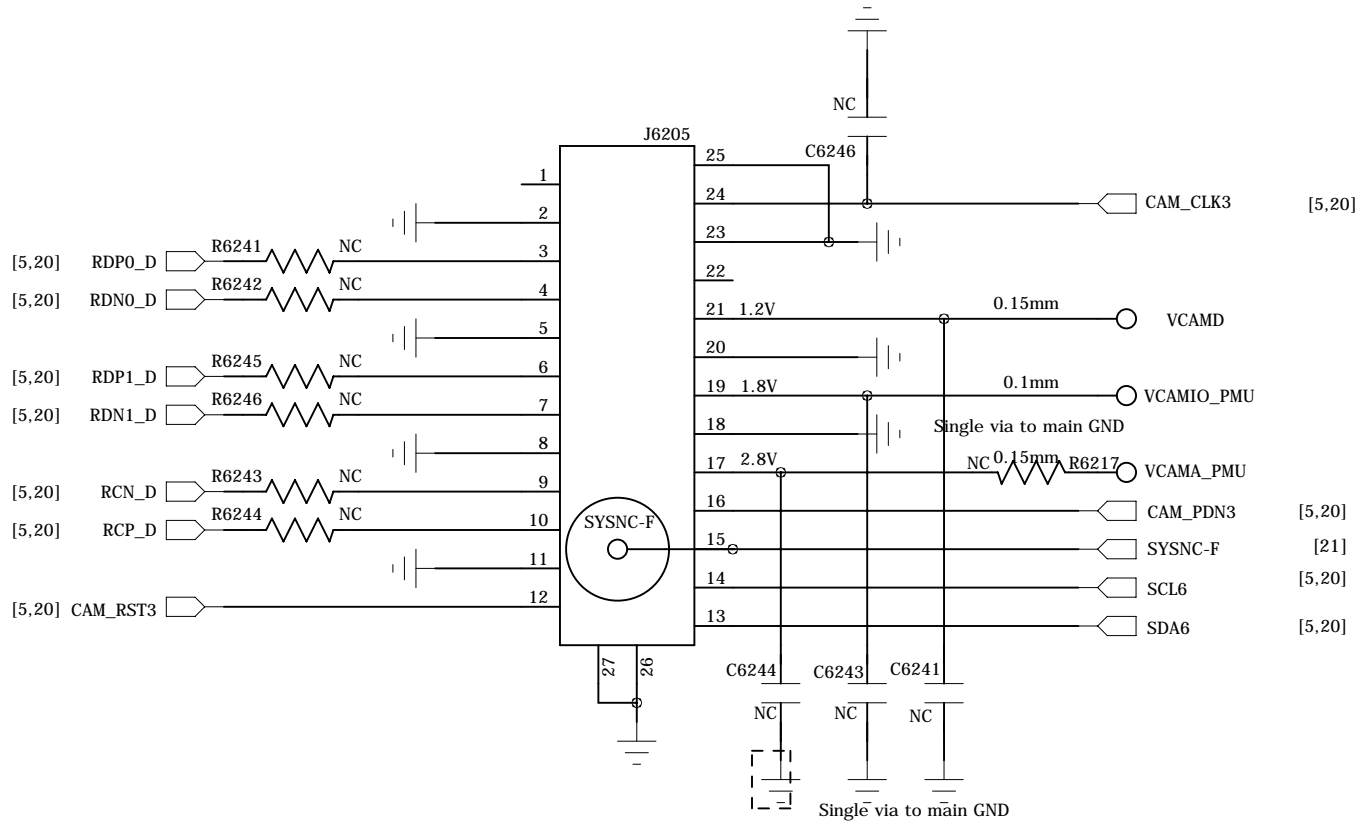 NC
J6205
25 C6246
1
24 CAM_CLK3 [5,20]
2
23
R6241 NC
[5,20] RDP0_D 3
22
R6242 NC
[5,20] RDN0_D 4
21 1.2V 0.15mm
VCAMD
5
20
R6245 NC
[5,20] RDP1_D 6
19 1.8V 0.1mm
VCAMIO_PMU
R6246 NC
[5,20] RDN1_D 7
18 Single via to main GND
8
17 2.8V NC 0.15mm R6217 VCAMA_PMU
R6243 NC
[5,20] RCN_D 9
16 CAM_PDN3 [5,20]
R6244 NC
[5,20] RCP_D 10
SYSNC-F
15 SYSNC-F [21]
11
14 SCL6 [5,20]
12
[5,20] CAM_RST3
13 SDA6 [5,20]
27 26
C6244 C6243 C6241
NC NC NC
Single via to main GND